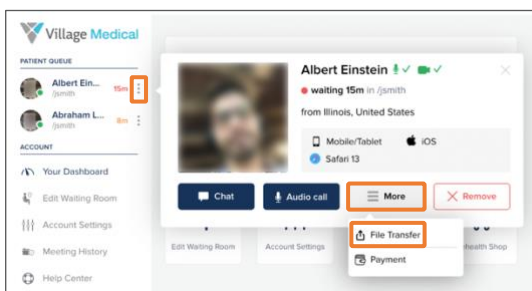 Village Medical
PATIENT QUEUE
Albert Ein... 15m
/jsmith
Abraham L... 8m
/jsmith
ACCOUNT
Your Dashboard
Edit Waiting Room
Account Settings
Meeting History
Help Center
Albert Einstein
waiting 15m in /jsmith
from Illinois, United States
Mobile/Tablet iOS
Safari 13
Chat Audio call More Remove
File Transfer
Payment
Edit Waiting Room Account Settings health Shop